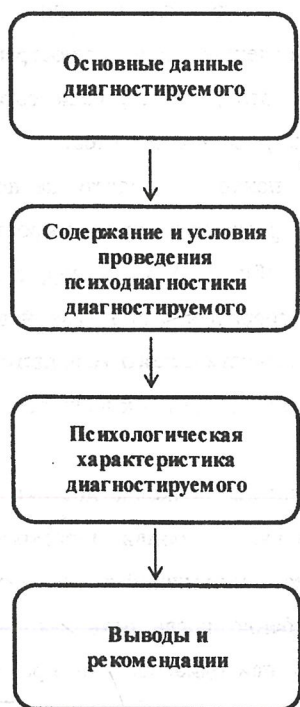 Основные данные
диагностируемого
Содержание и условия
проведения
психодиагностики
диагностируемого
Психологическая
характеристика
диагностируемого
Выводы и
рекомендации